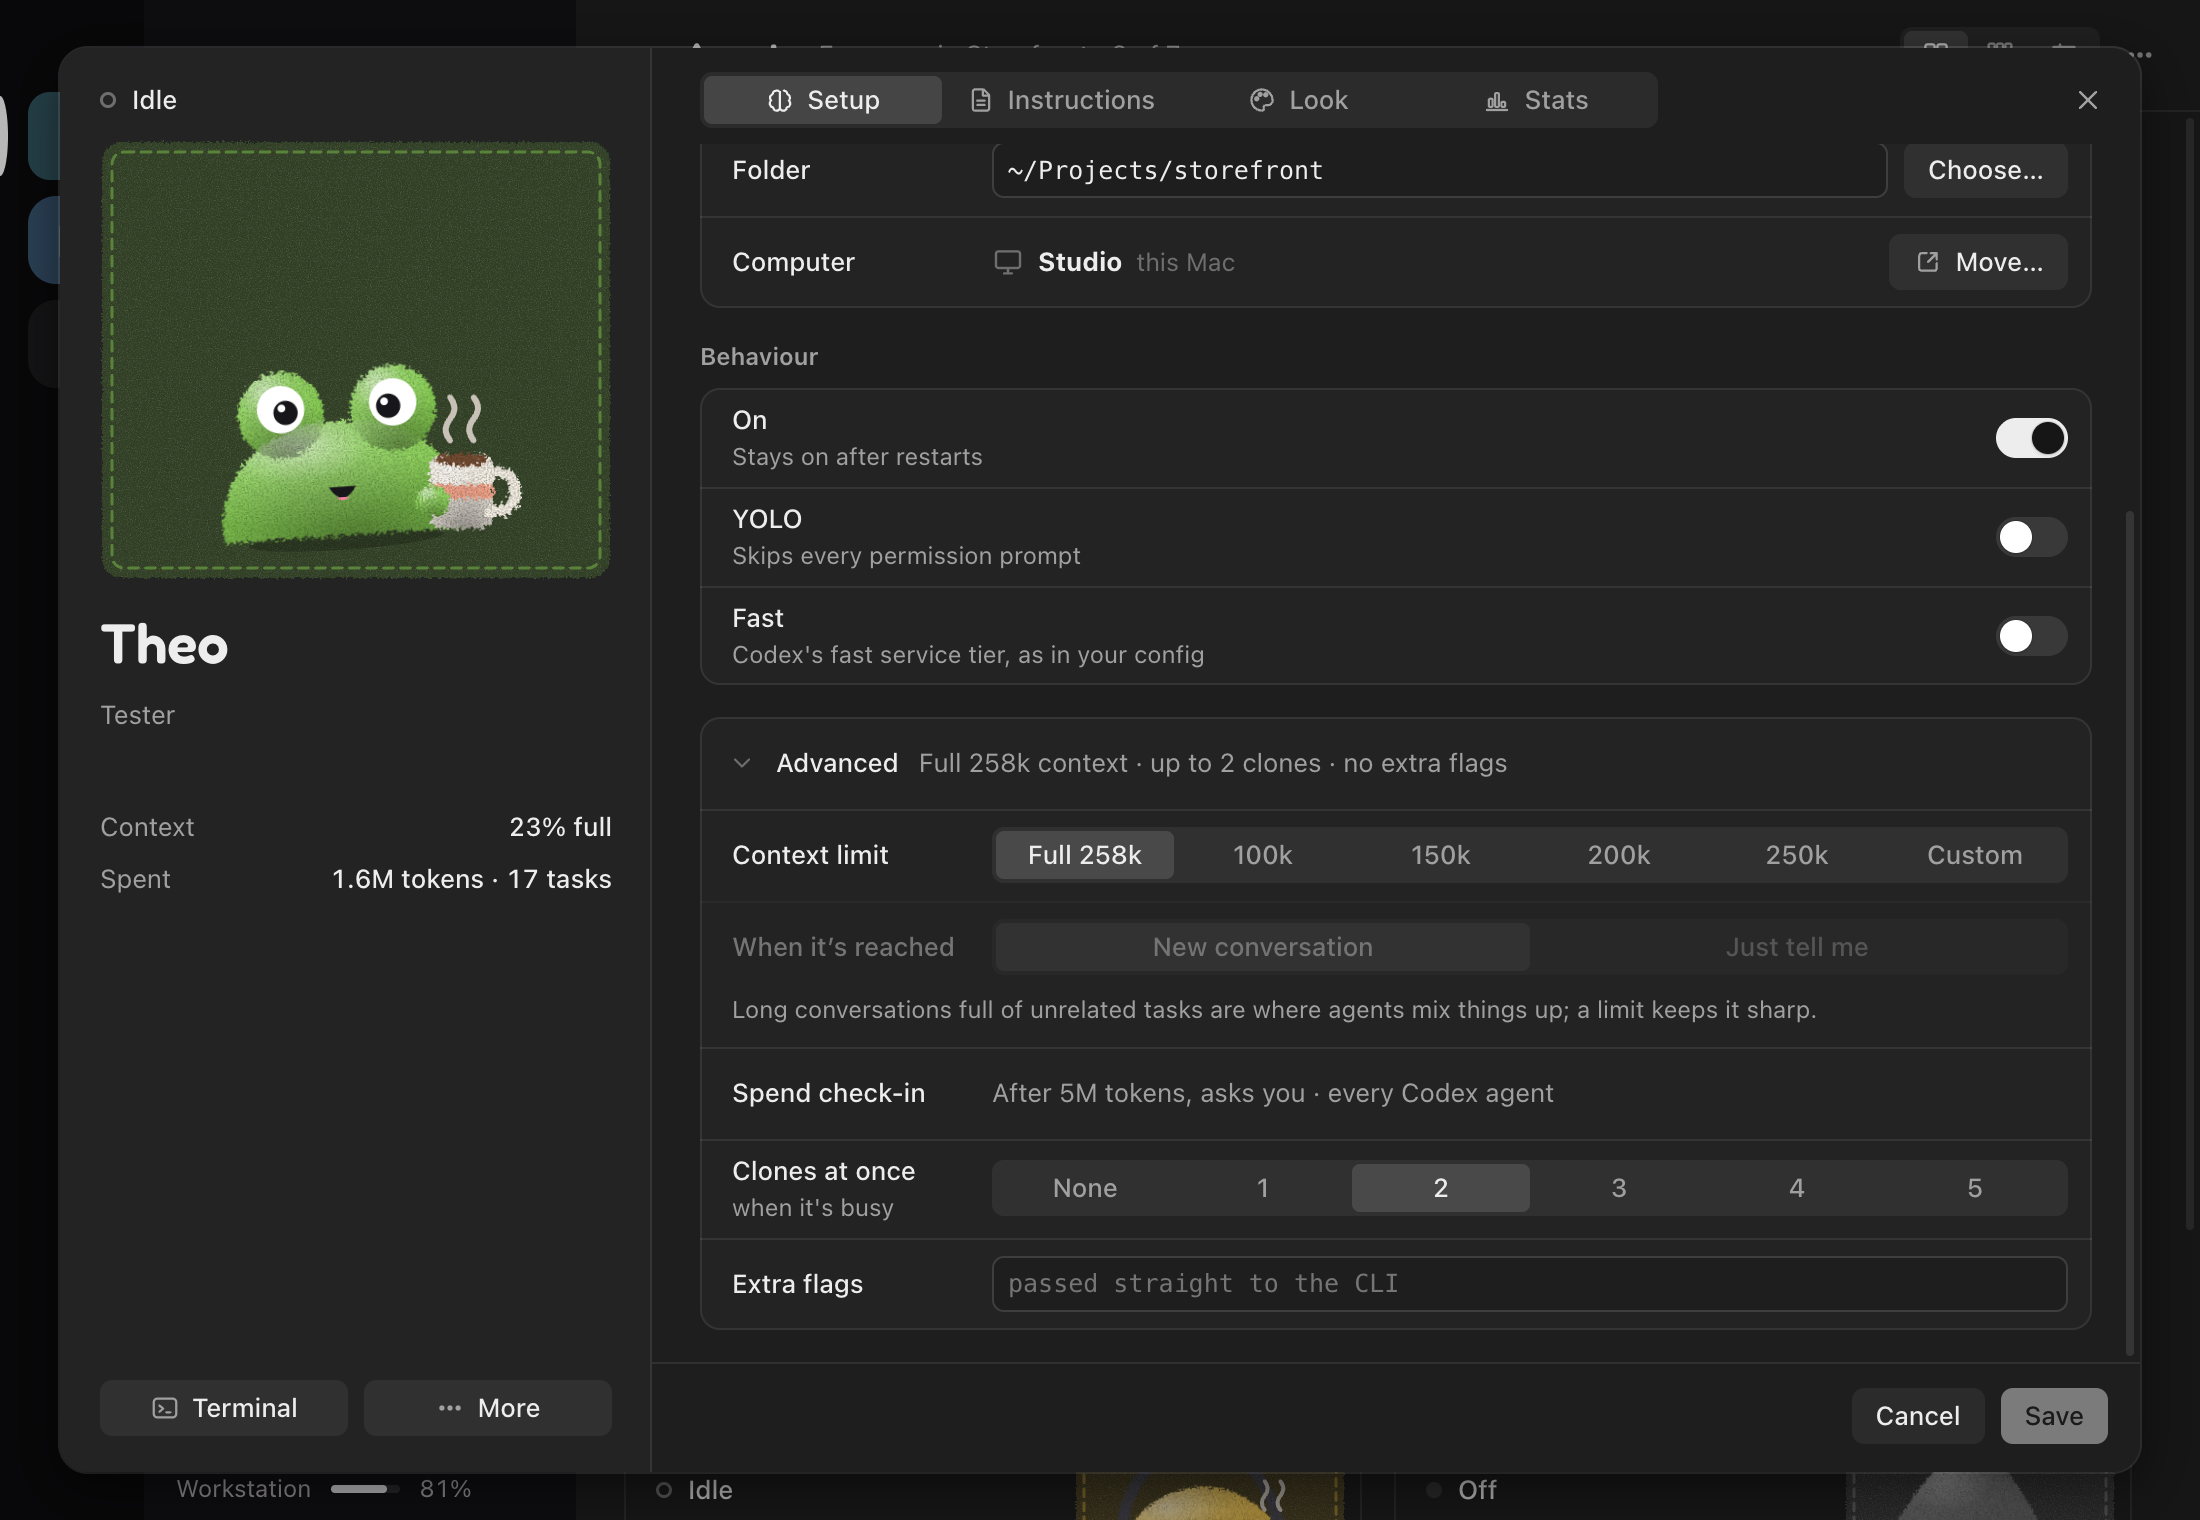 Idle
Theo
Tester
Context 23% full
Spent 1.6M tokens · 17 tasks
Terminal More
Setup Instructions Look Stats
Folder ~/Projects/storefront Choose...
Computer Studio this Mac Move...
Behaviour
On
Stays on after restarts
YOLO
Skips every permission prompt
Fast
Codex's fast service tier, as in your config
Advanced Full 258k context · up to 2 clones · no extra flags
Context limit Full 258k 100k 150k 200k 250k Custom
When it’s reached New conversation Just tell me
Long conversations full of unrelated tasks are where agents mix things up; a limit keeps it sharp.
Spend check-in After 5M tokens, asks you · every Codex agent
Clones at once None 1 2 3 4 5
when it's busy
Extra flags passed straight to the CLI
Cancel Save
Workstation 81%
Idle Off